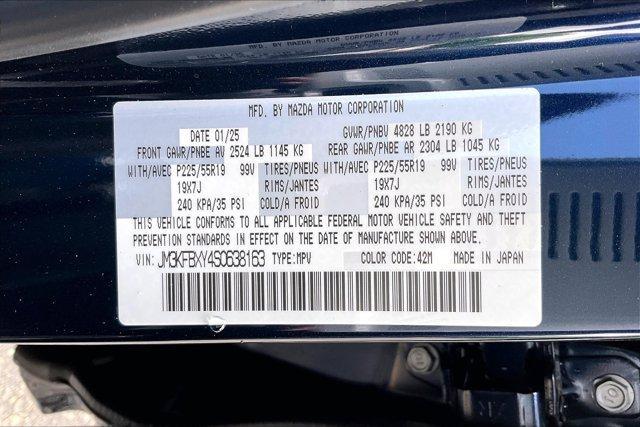 MFD. BY MAZDA MOTOR CORPORATION
DATE 01/25 GVWR/PNBV 4828 LB 2190 KG
FRONT GAWR/PNBE AV 2524 LB 1145 KG REAR GAWR/PNBE AR 2304 LB 1045 KG
WITH/AVEC P225/55R19 99V TIRES/PNEUS WITH/AVEC P225/55R19 99V TIRES/PNEUS
19X7J RIMS/JANTES 19X7J RIMS/JANTES
240 KPA/35 PSI COLD/A FROID 240 KPA/35 PSI COLD/A FROID
THIS VEHICLE CONFORMS TO ALL APPLICABLE FEDERAL MOTOR VEHICLE SAFETY AND THEFT
PREVENTION STANDARDS IN EFFECT ON THE DATE OF MANUFACTURE SHOWN ABOVE.
VIN: JM3KFBXY4S0638163 TYPE:MPV COLOR CODE:42M MADE IN JAPAN